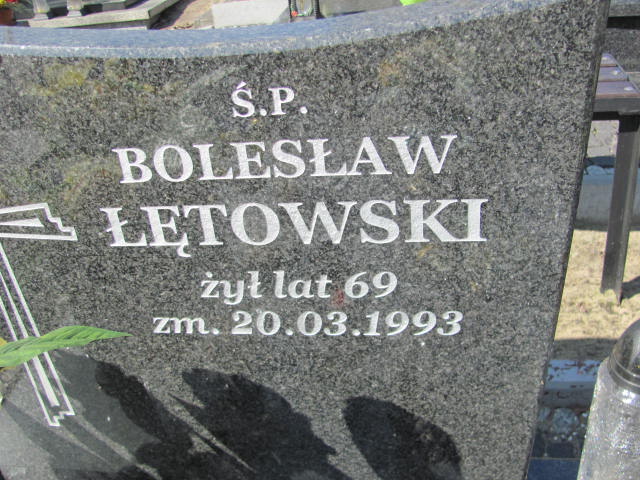 Ś.P.
BOLESŁAW
ŁĘTOWSKI
żył lat 69
zm. 20.03.1993